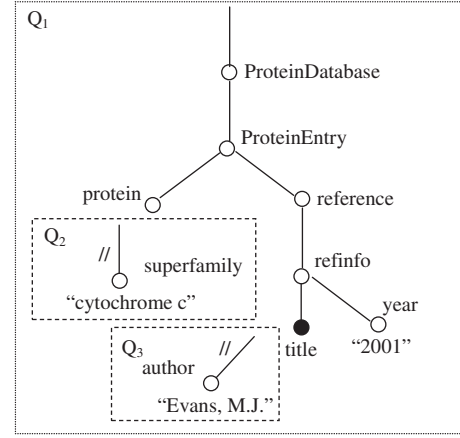 Q1
ProteinDatabase
ProteinEntry
protein
reference
Q2
//
superfamily
refinfo
“cytochrome c”
year
Q3
//
title
“2001”
author
“Evans, M.J.”